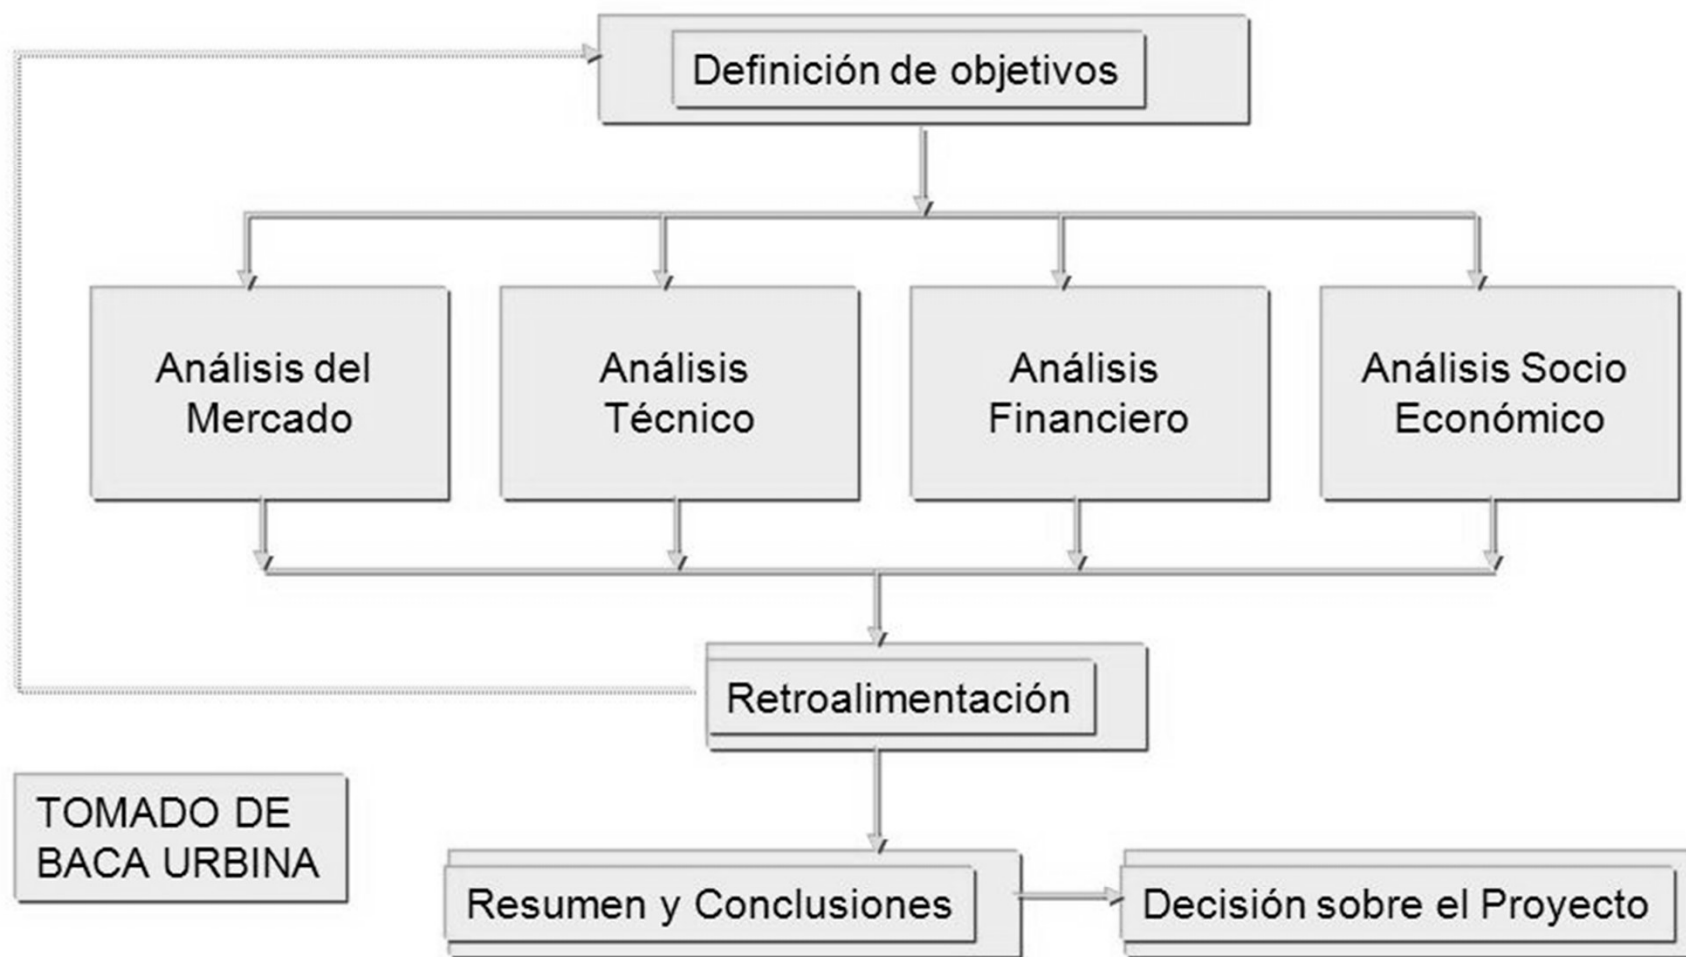 Definición de objetivos
Análisis del
Mercado
Análisis
Técnico
Análisis
Financiero
Análisis Socio
Económico
Retroalimentación
TOMADO DE
BACA URBINA
Resumen y Conclusiones
Decisión sobre el Proyecto